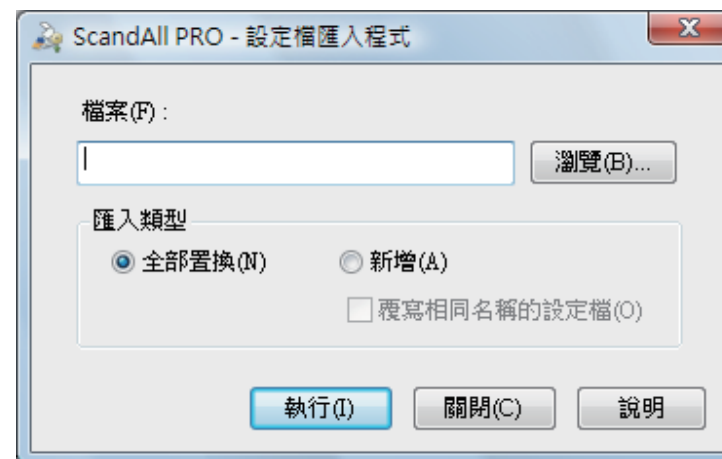 ScandAll PRO - 設定檔匯入程式
檔案(F) :
瀏覽(B)...
匯入類型
全部置換(N) 新增(A)
覆寫相同名稱的設定檔(O)
執行(I) 關閉(C) 說明